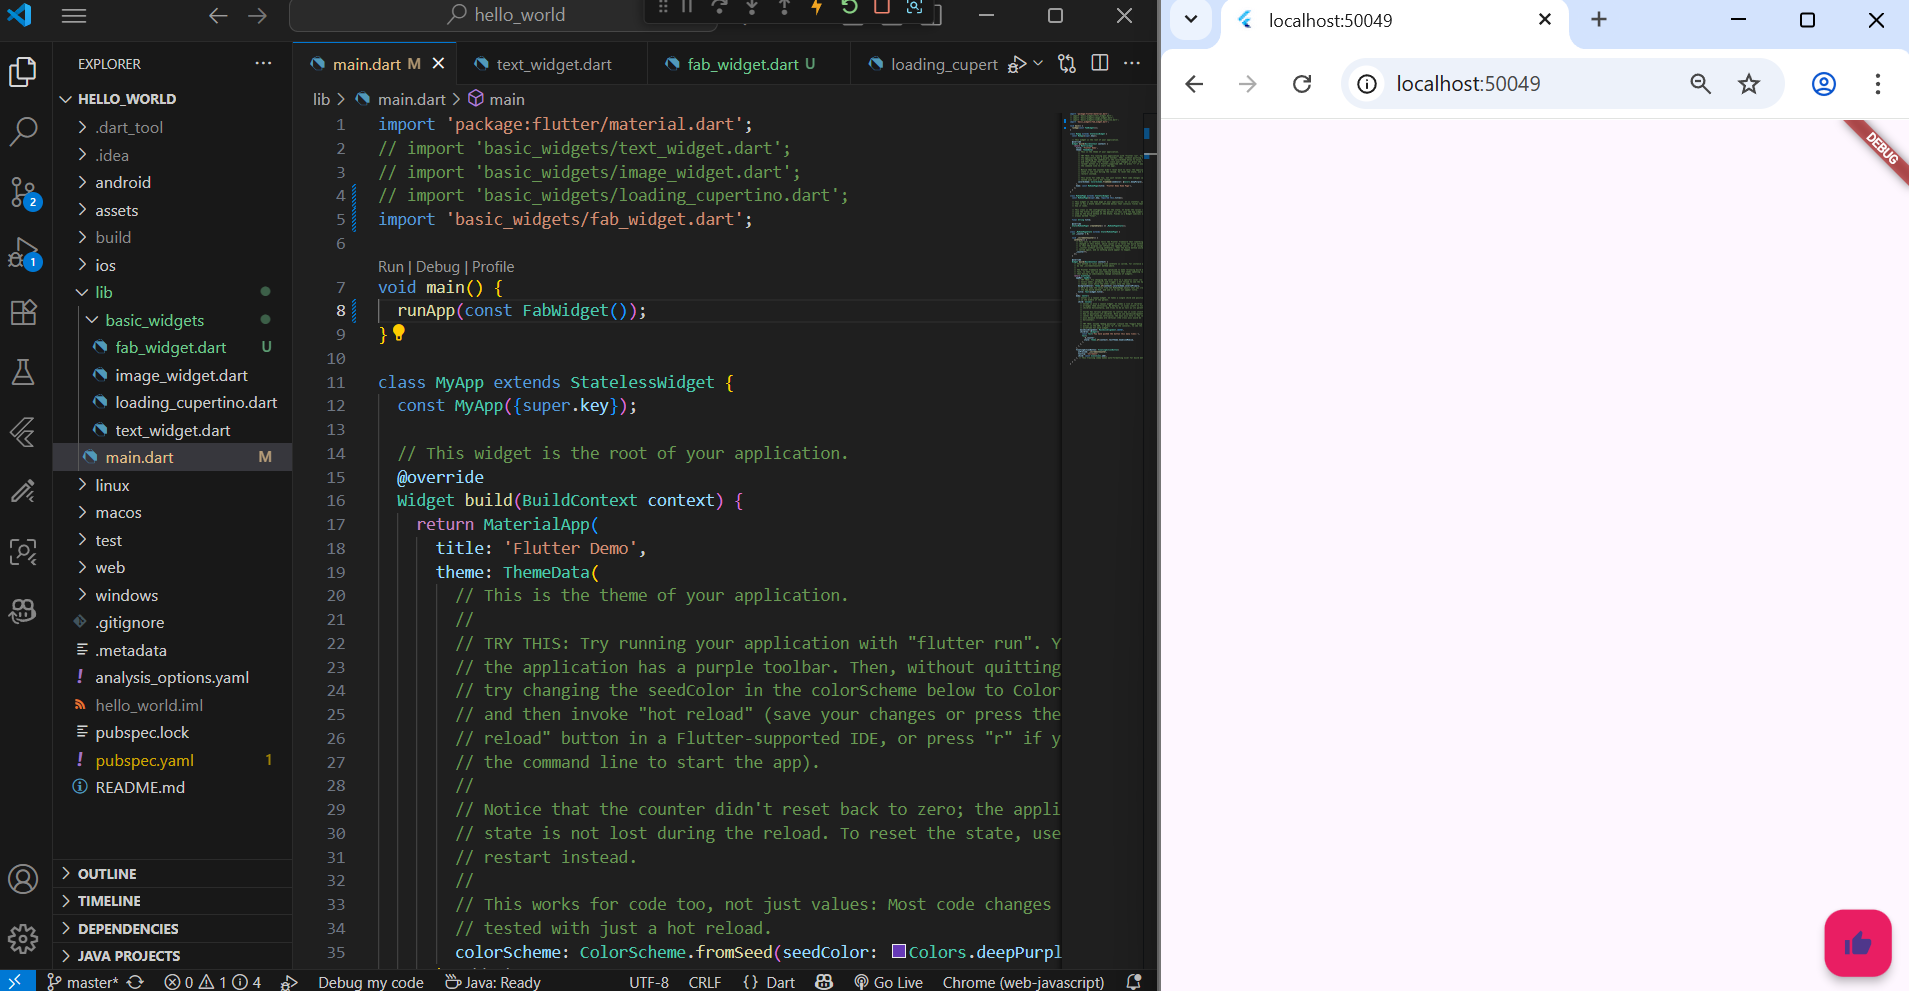 hello_world
EXPLORER
HELLO_WORLD
.dart_tool
.idea
android
assets
build
ios
lib
basic_widgets
fab_widget.dart U
image_widget.dart
loading_cupertino.dart
text_widget.dart
main.dart M
linux
macos
test
web
windows
.gitignore
.metadata
analysis_options.yaml
hello_world.iml
pubspec.lock
pubspec.yaml 1
README.md
OUTLINE
TIMELINE
DEPENDENCIES
JAVA PROJECTS
2
1
main.dart M
text_widget.dart
fab_widget.dart U
loading_cupert
lib > main.dart > main
1 import 'package:flutter/material.dart';
2 // import 'basic_widgets/text_widget.dart';
3 // import 'basic_widgets/image_widget.dart';
4 // import 'basic_widgets/loading_cupertino.dart';
5 import 'basic_widgets/fab_widget.dart';
6
Run | Debug | Profile
7 void main() {
8 runApp(const FabWidget());
9 }
10
11 class MyApp extends StatelessWidget {
12 const MyApp({super.key});
13
14 // This widget is the root of your application.
15 @override
16 Widget build(BuildContext context) {
17 return MaterialApp(
18 title: 'Flutter Demo',
19 theme: ThemeData(
20 // This is the theme of your application.
21 //
22 // TRY THIS: Try running your application with "flutter run". Y
23 // the application has a purple toolbar. Then, without quitting
24 // try changing the seedColor in the colorScheme below to Color
25 // and then invoke "hot reload" (save your changes or press the
26 // reload" button in a Flutter-supported IDE, or press "r" if y
27 // the command line to start the app).
28 //
29 // Notice that the counter didn't reset back to zero; the appli
30 // state is not lost during the reload. To reset the state, use
31 // restart instead.
32 //
33 // This works for code too, not just values: Most code changes
34 // tested with just a hot reload.
35 colorScheme: ColorScheme.fromSeed(seedColor: Colors.deepPurpl
master* 0 1 4 Debug my code Java: Ready UTF-8 CRLF {} Dart Go Live Chrome (web-javascript)
localhost:50049
localhost:50049
DEBUG